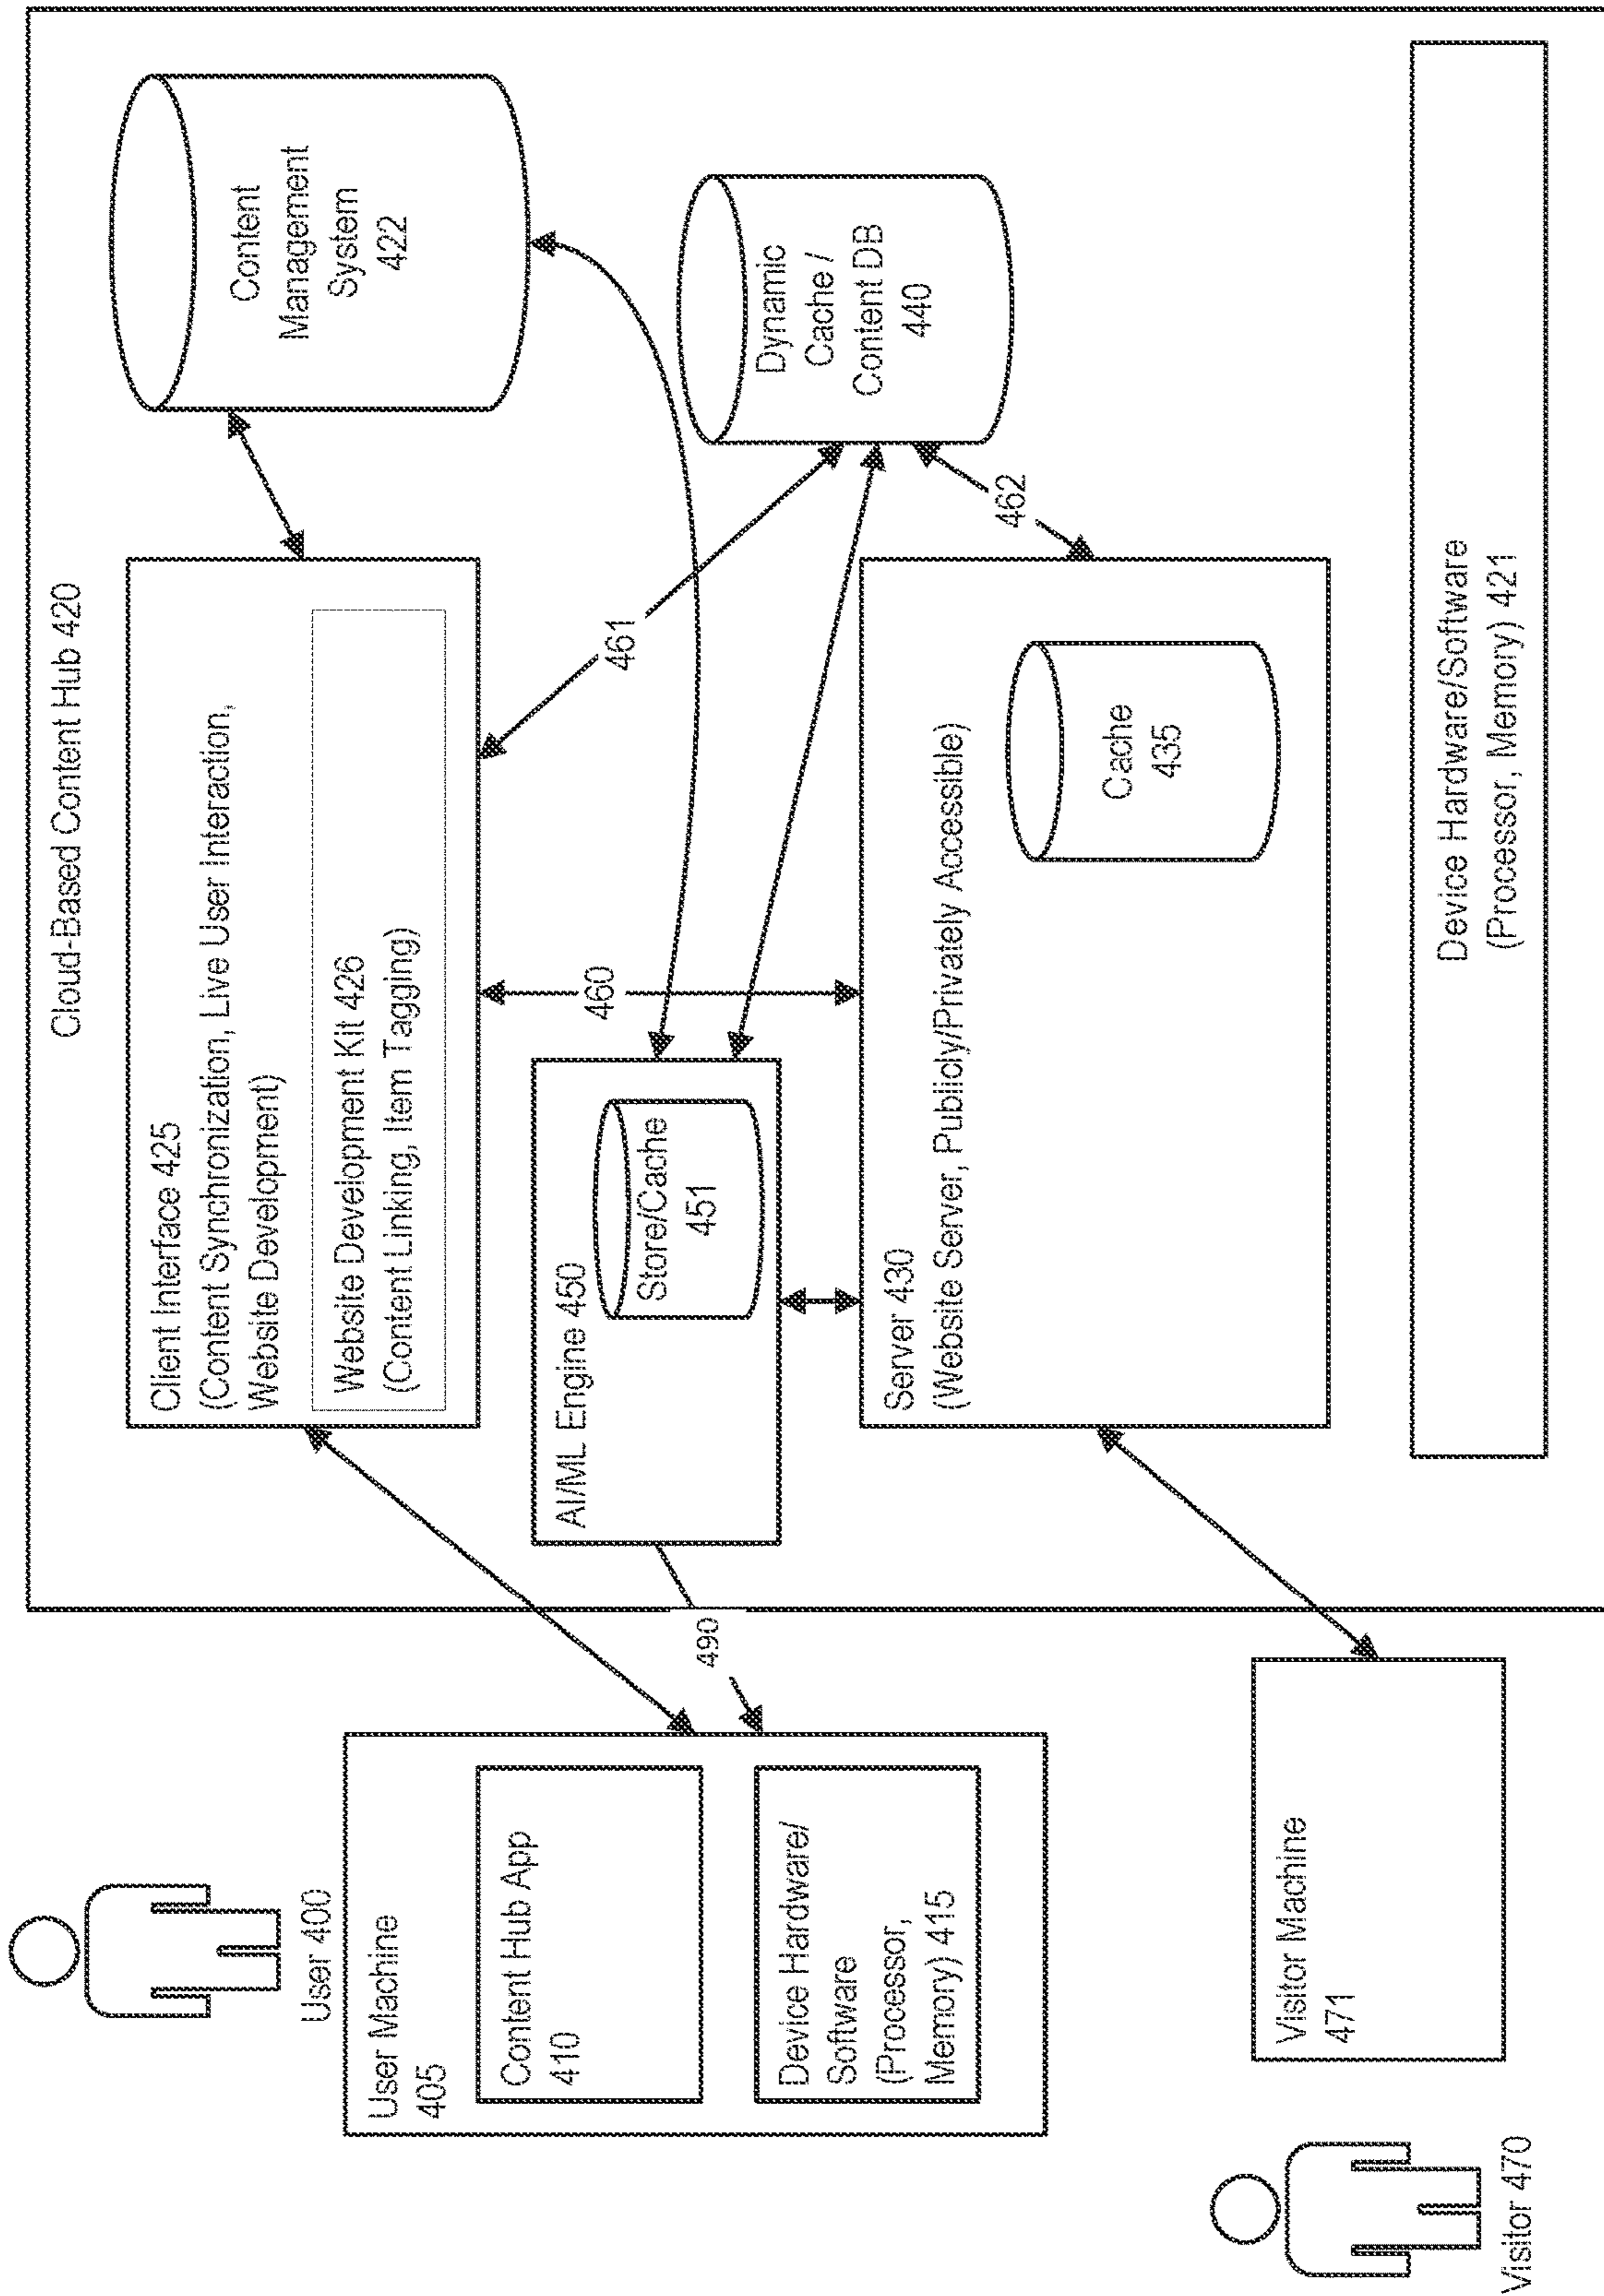 User 400
User Machine
405
Content Hub App
410
Device Hardware/
Software
(Processor,
Memory) 415
490
Visitor 470
Visitor Machine
471
Cloud-Based Content Hub 420
Client Interface 425
(Content Synchronization, Live User Interaction,
Website Development)
Website Development Kit 426
(Content Linking, Item Tagging)
Content
Management
System
422
460
461
AI/ML Engine 450
Store/Cache
451
Dynamic
Cache /
Content DB
440
462
Server 430
(Website Server, Publicly/Privately Accessible)
Cache
435
Device Hardware/Software
(Processor, Memory) 421